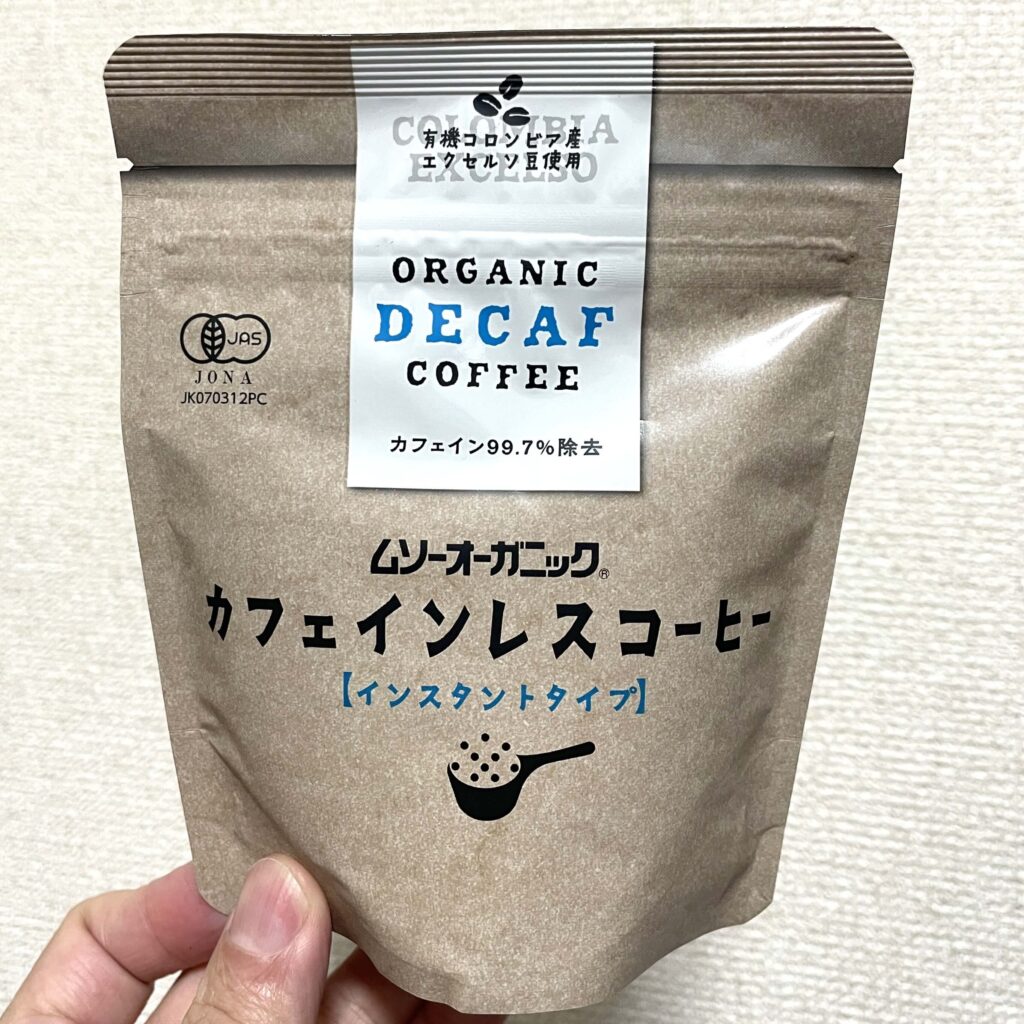 COLOMBIA
EXCELSO
有機コロンビア産
エクセルソ豆使用
ORGANIC
DECAF
COFFEE
カフェイン99.7%除去
JAS
JONA
JK070312PC
ムソーオーガニック®
カフェインレスコーヒー
【インスタントタイプ】